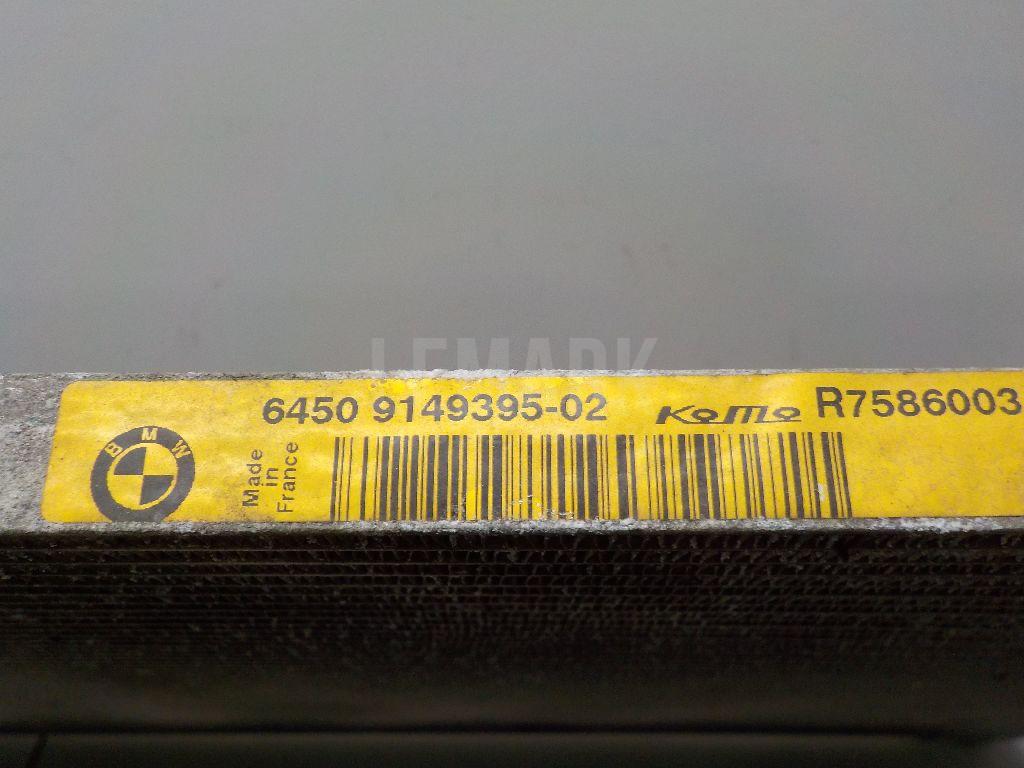 LEMARK
6450 9149395-02 KoMo R7586003
BMW
Made
in
France